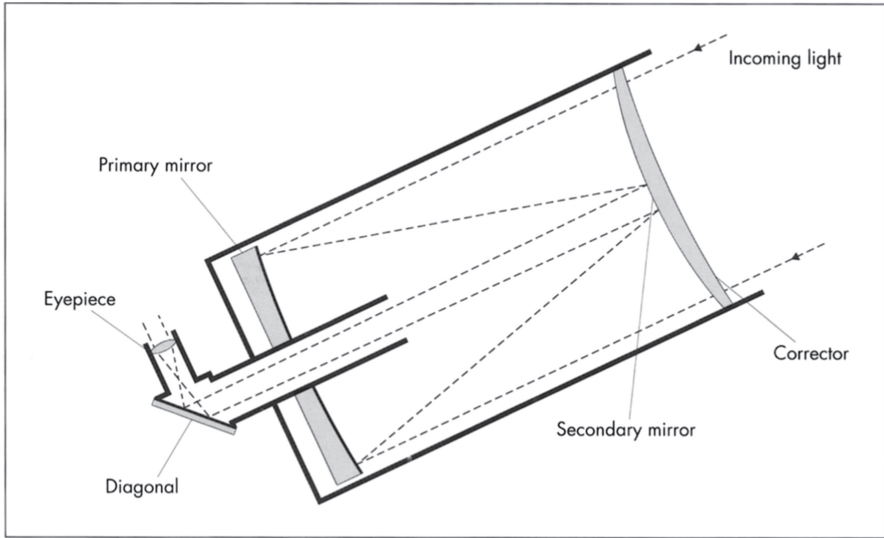 Incoming light
Primary mirror
Eyepiece
Corrector
Secondary mirror
Diagonal